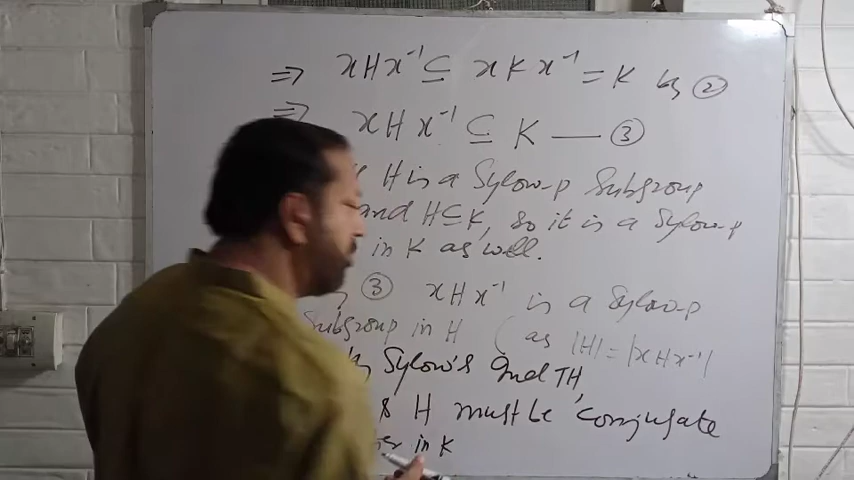 ⇒ xHx⁻¹ ⊆ xKx⁻¹ = K by ②
⇒ xHx⁻¹ ⊆ K — ③
H is a Sylow-p Subgroup
and H⊆K, so it is a Sylow-p
in K as well.
③ xHx⁻¹ is a Sylow-p
Subgroup in H (as |H| = |xHx⁻¹|
Sylow's 2nd TH,
& H must be conjugate
in K